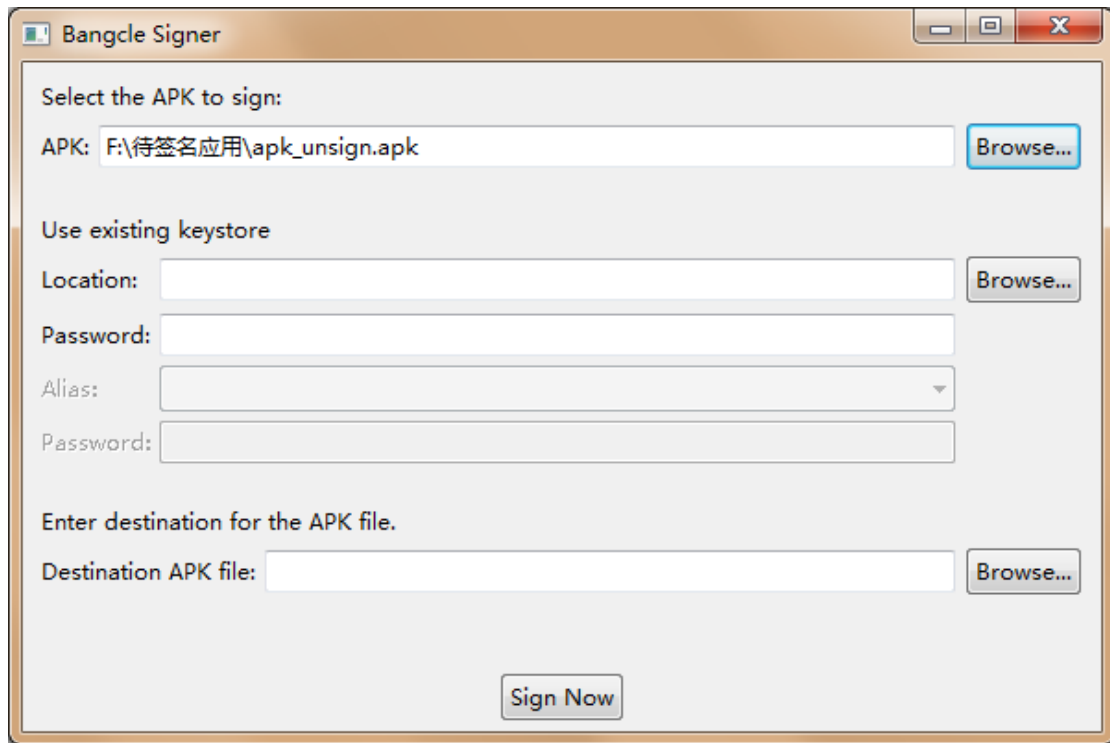 Bangcle Signer
Select the APK to sign:
APK: F:\待签名应用\apk_unsign.apk Browse...
Use existing keystore
Location: Browse...
Password:
Alias:
Password:
Enter destination for the APK file.
Destination APK file: Browse...
Sign Now